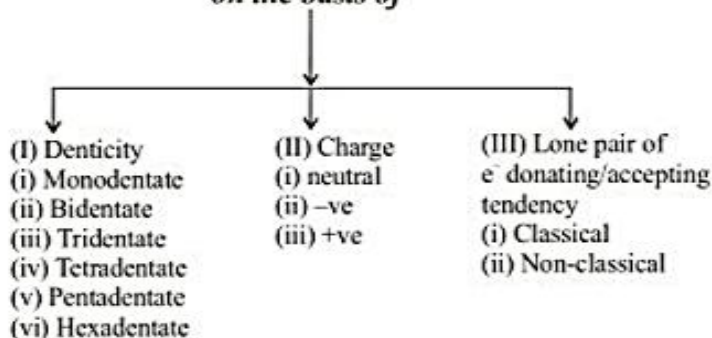 on the basis of
(I) Denticity
(i) Monodentate
(ii) Bidentate
(iii) Tridentate
(iv) Tetradentate
(v) Pentadentate
(vi) Hexadentate
(II) Charge
(i) neutral
(ii) –ve
(iii) +ve
(III) Lone pair of
e⁻ donating/accepting
tendency
(i) Classical
(ii) Non-classical